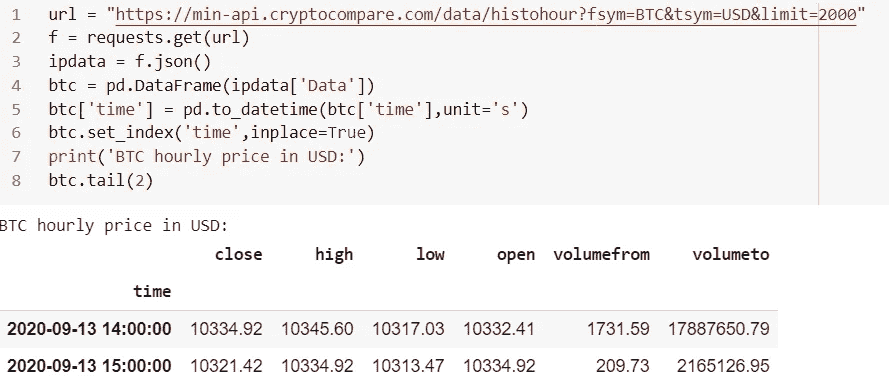 1 url = "https://min-api.cryptocompare.com/data/histohour?fsym=BTC&tsym=USD&limit=2000"
2 f = requests.get(url)
3 ipdata = f.json()
4 btc = pd.DataFrame(ipdata['Data'])
5 btc['time'] = pd.to_datetime(btc['time'],unit='s')
6 btc.set_index('time',inplace=True)
7 print('BTC hourly price in USD:')
8 btc.tail(2)
BTC hourly price in USD:
close high low open volumefrom volumeto
time
2020-09-13 14:00:00 10334.92 10345.60 10317.03 10332.41 1731.59 17887650.79
2020-09-13 15:00:00 10321.42 10334.92 10313.47 10334.92 209.73 2165126.95